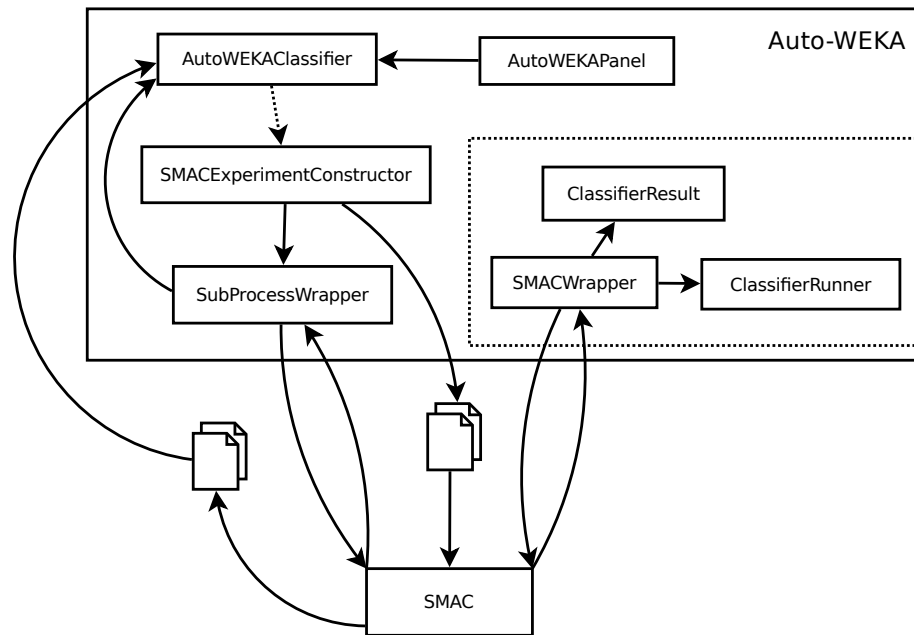 Auto-WEKA
AutoWEKAClassifier
AutoWEKAPanel
SMACExperimentConstructor
ClassifierResult
SubProcessWrapper
SMACWrapper
ClassifierRunner
SMAC